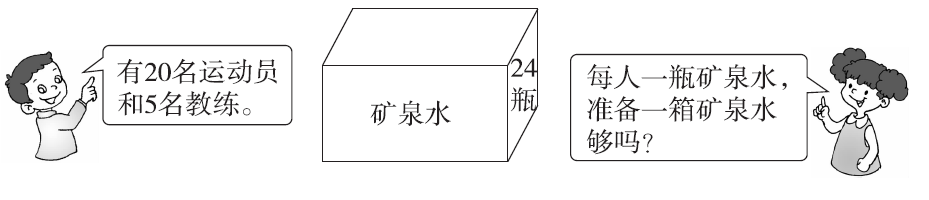 有20名运动员
和5名教练。
矿泉水
24
瓶
每人一瓶矿泉水，
准备一箱矿泉水
够吗?